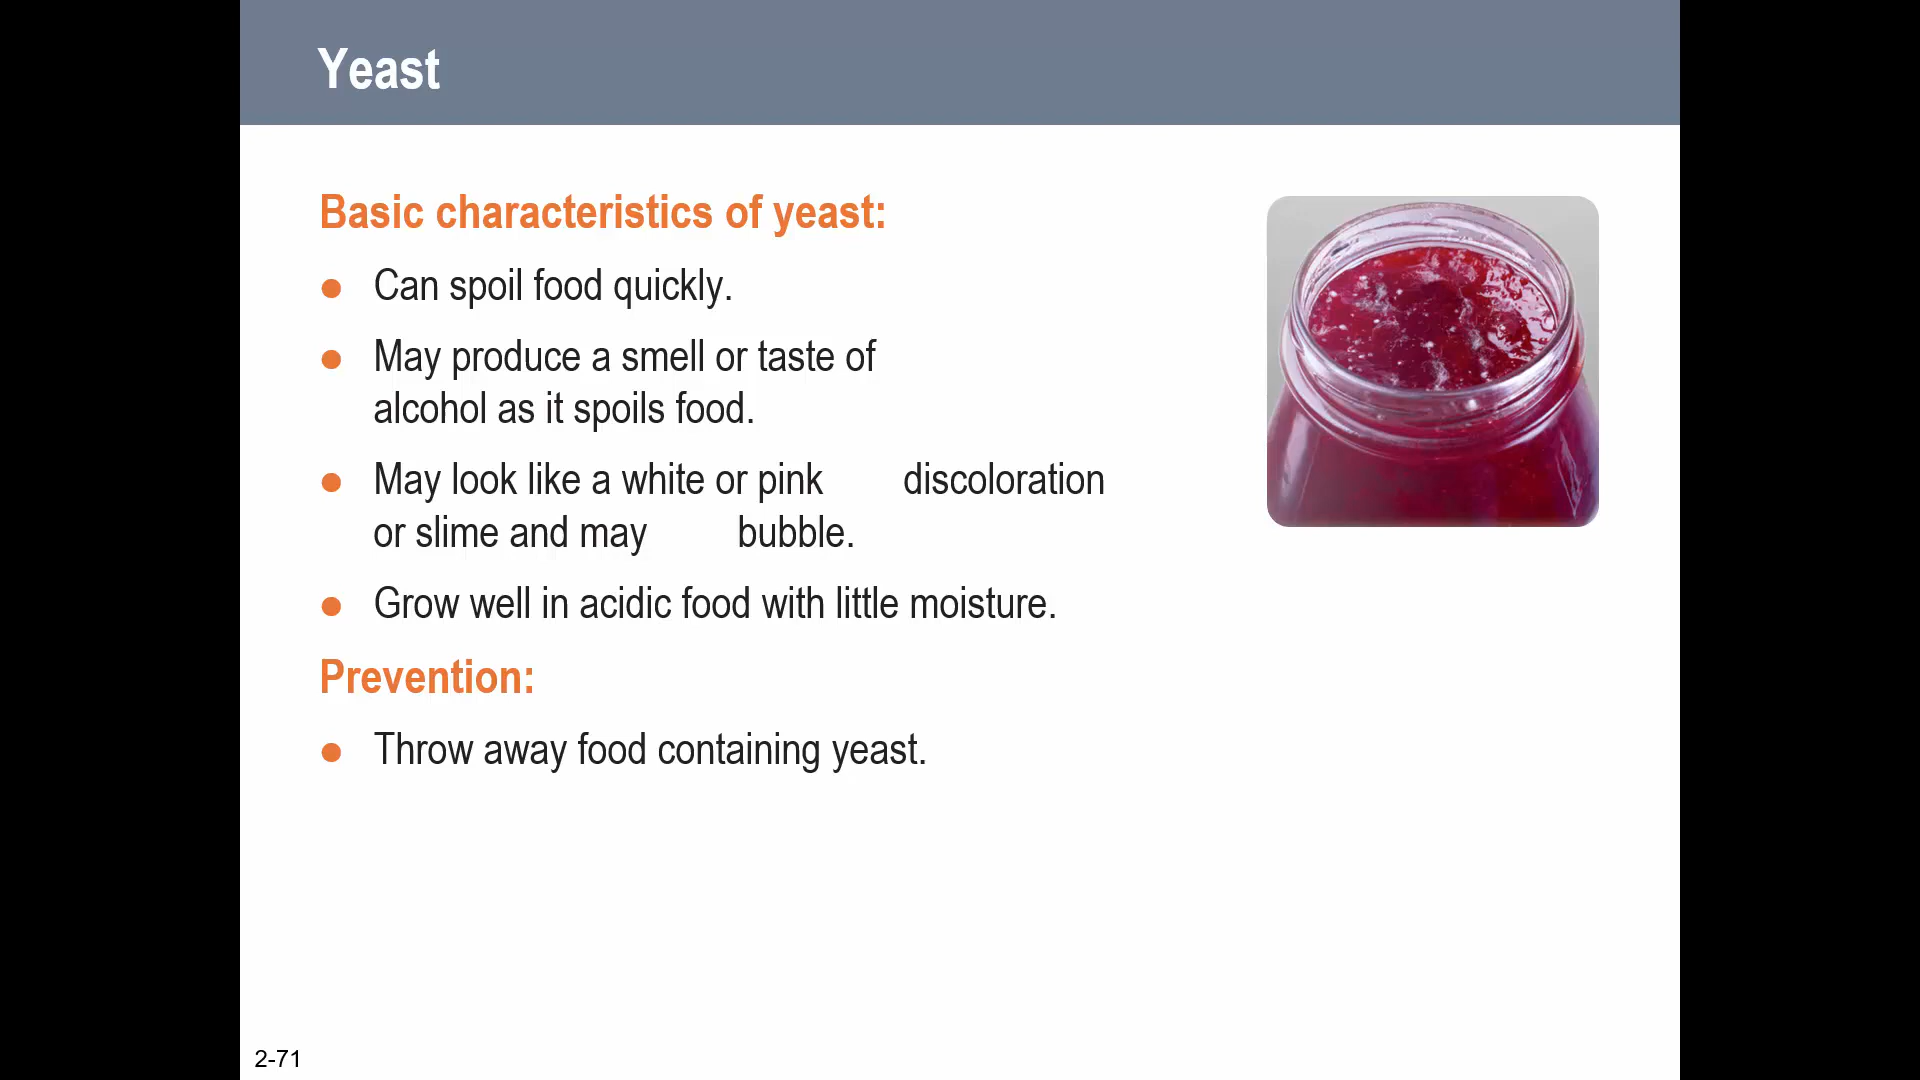 Yeast
Basic characteristics of yeast:
Can spoil food quickly.
May produce a smell or taste of
alcohol as it spoils food.
May look like a white or pink discoloration
or slime and may bubble.
Grow well in acidic food with little moisture.
Prevention:
Throw away food containing yeast.
2-71